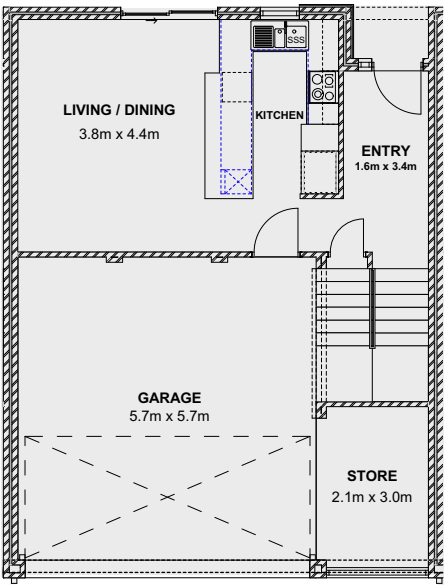 SSS
LIVING / DINING
3.8m x 4.4m
KITCHEN
ENTRY
1.6m x 3.4m
GARAGE
5.7m x 5.7m
STORE
2.1m x 3.0m